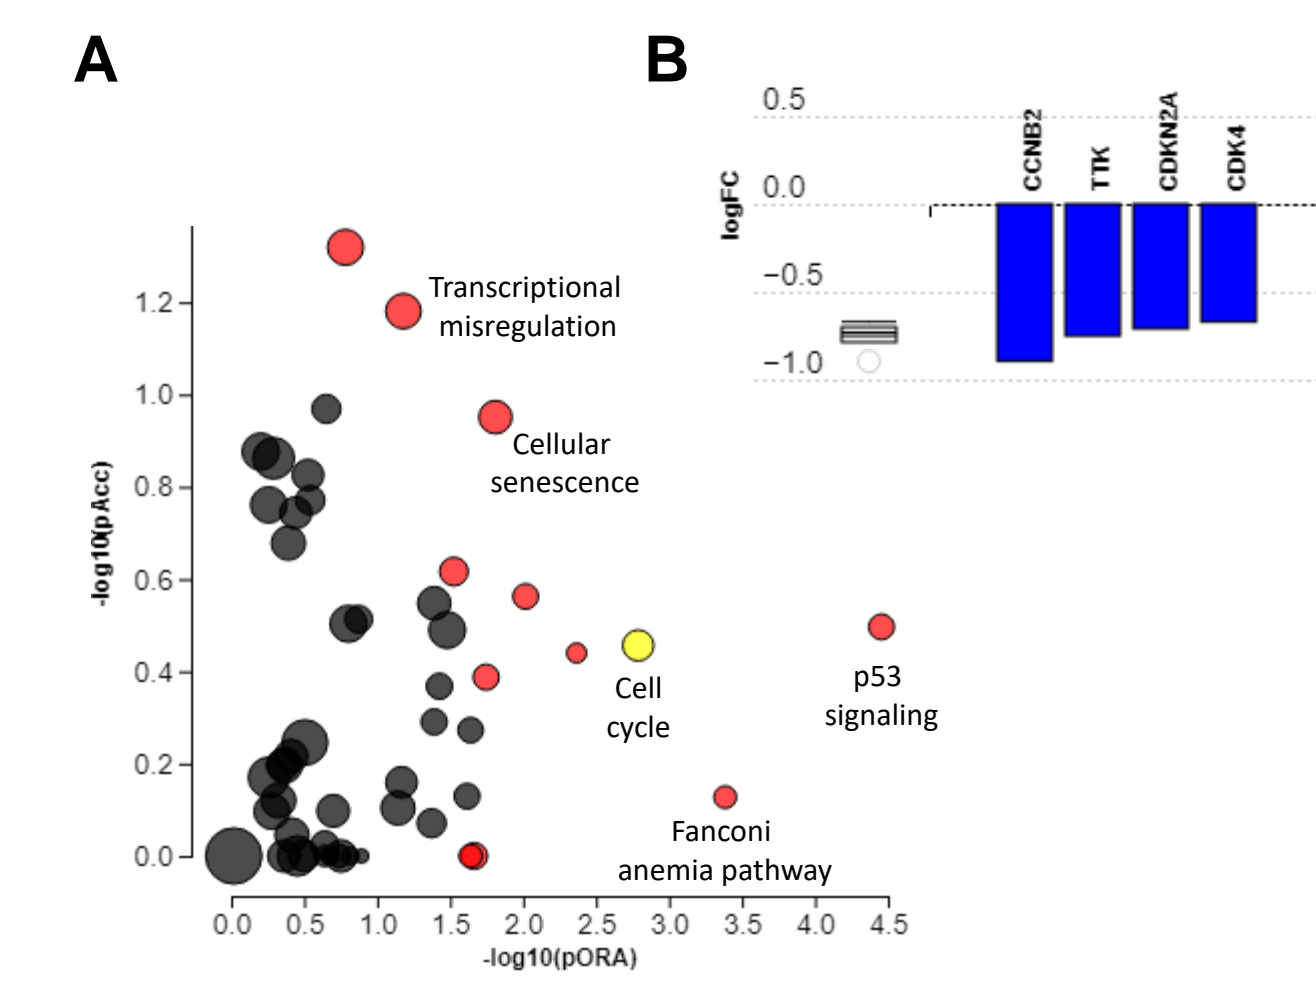 A
B
0.5
0.0
−0.5
−1.0
logFC
CCNB2
TTK
CDKN2A
CDK4
1.2
1.0
0.8
0.6
0.4
0.2
0.0
-log10(pAcc)
Transcriptional
misregulation
Cellular
senescence
Cell
cycle
p53
signaling
Fanconi
anemia pathway
0.0 0.5 1.0 1.5 2.0 2.5 3.0 3.5 4.0 4.5
-log10(pORA)